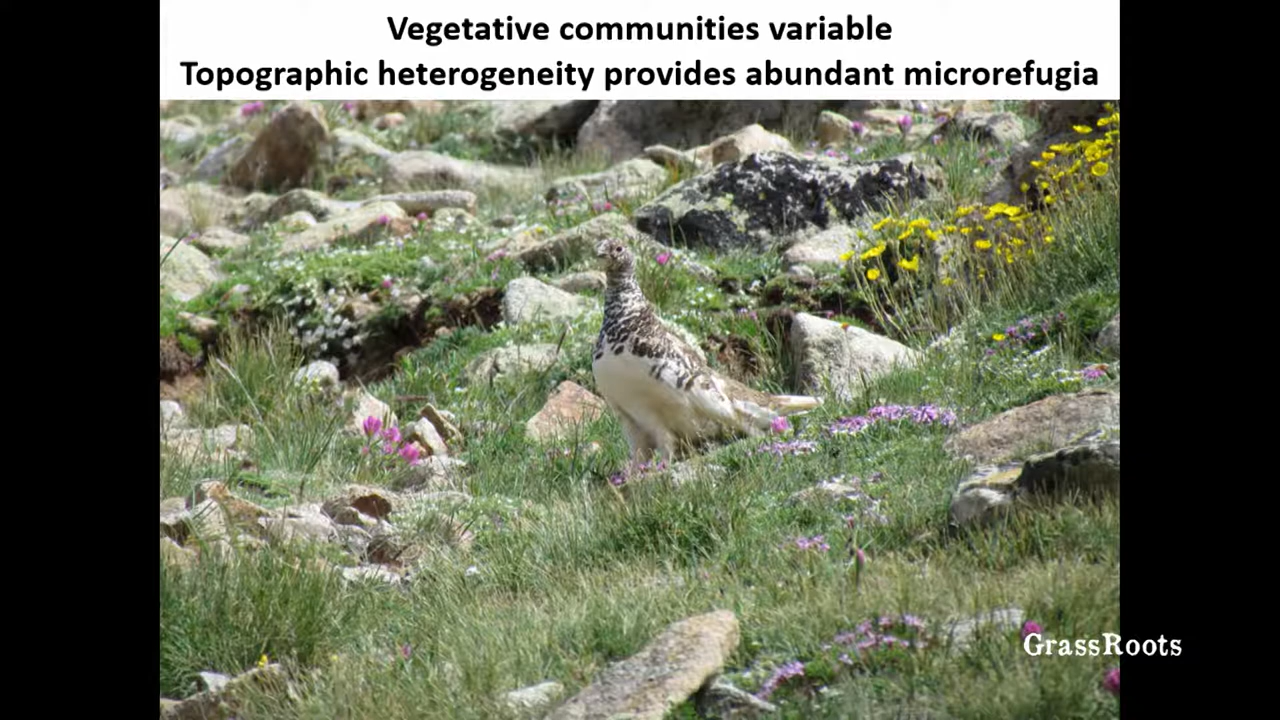 Vegetative communities variable
Topographic heterogeneity provides abundant microrefugia
GrassRoots